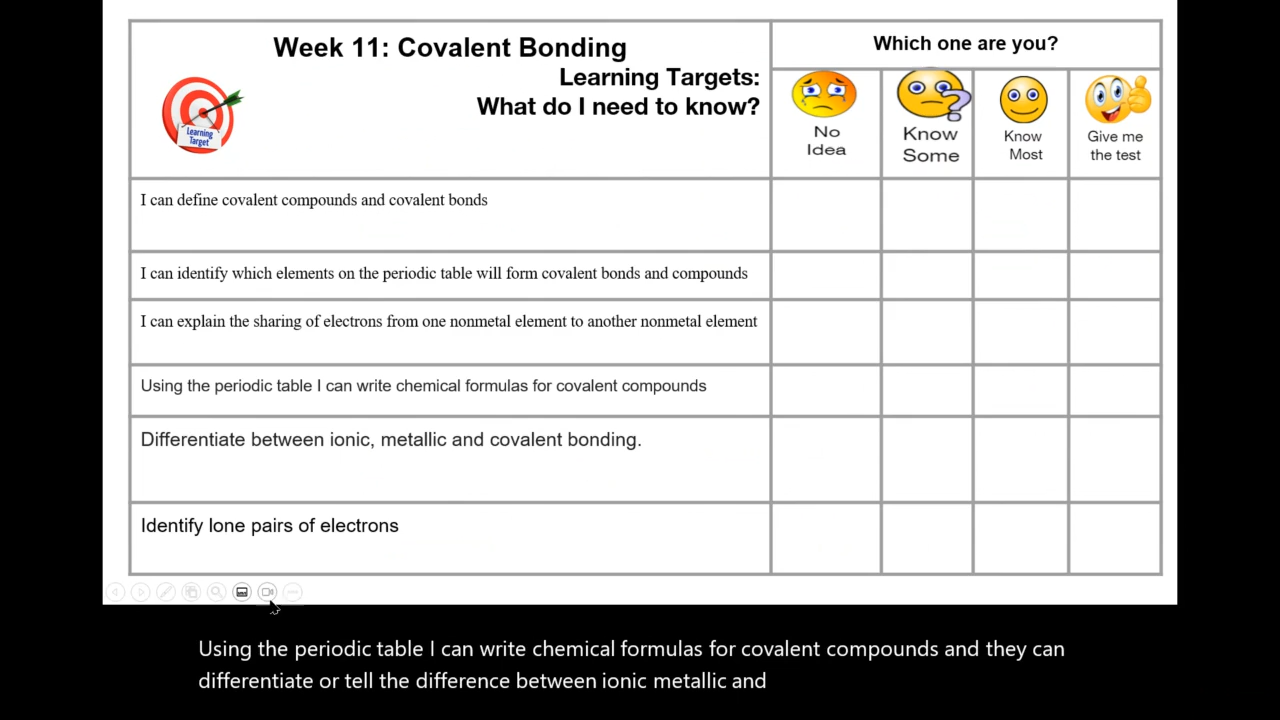 Week 11: Covalent Bonding
Learning Targets:
What do I need to know?
Learning
Target
Which one are you?
No
Idea
Know
Some
Know
Most
Give me
the test
I can define covalent compounds and covalent bonds
I can identify which elements on the periodic table will form covalent bonds and compounds
I can explain the sharing of electrons from one nonmetal element to another nonmetal element
Using the periodic table I can write chemical formulas for covalent compounds
Differentiate between ionic, metallic and covalent bonding.
Identify lone pairs of electrons
Using the periodic table I can write chemical formulas for covalent compounds and they can
differentiate or tell the difference between ionic metallic and